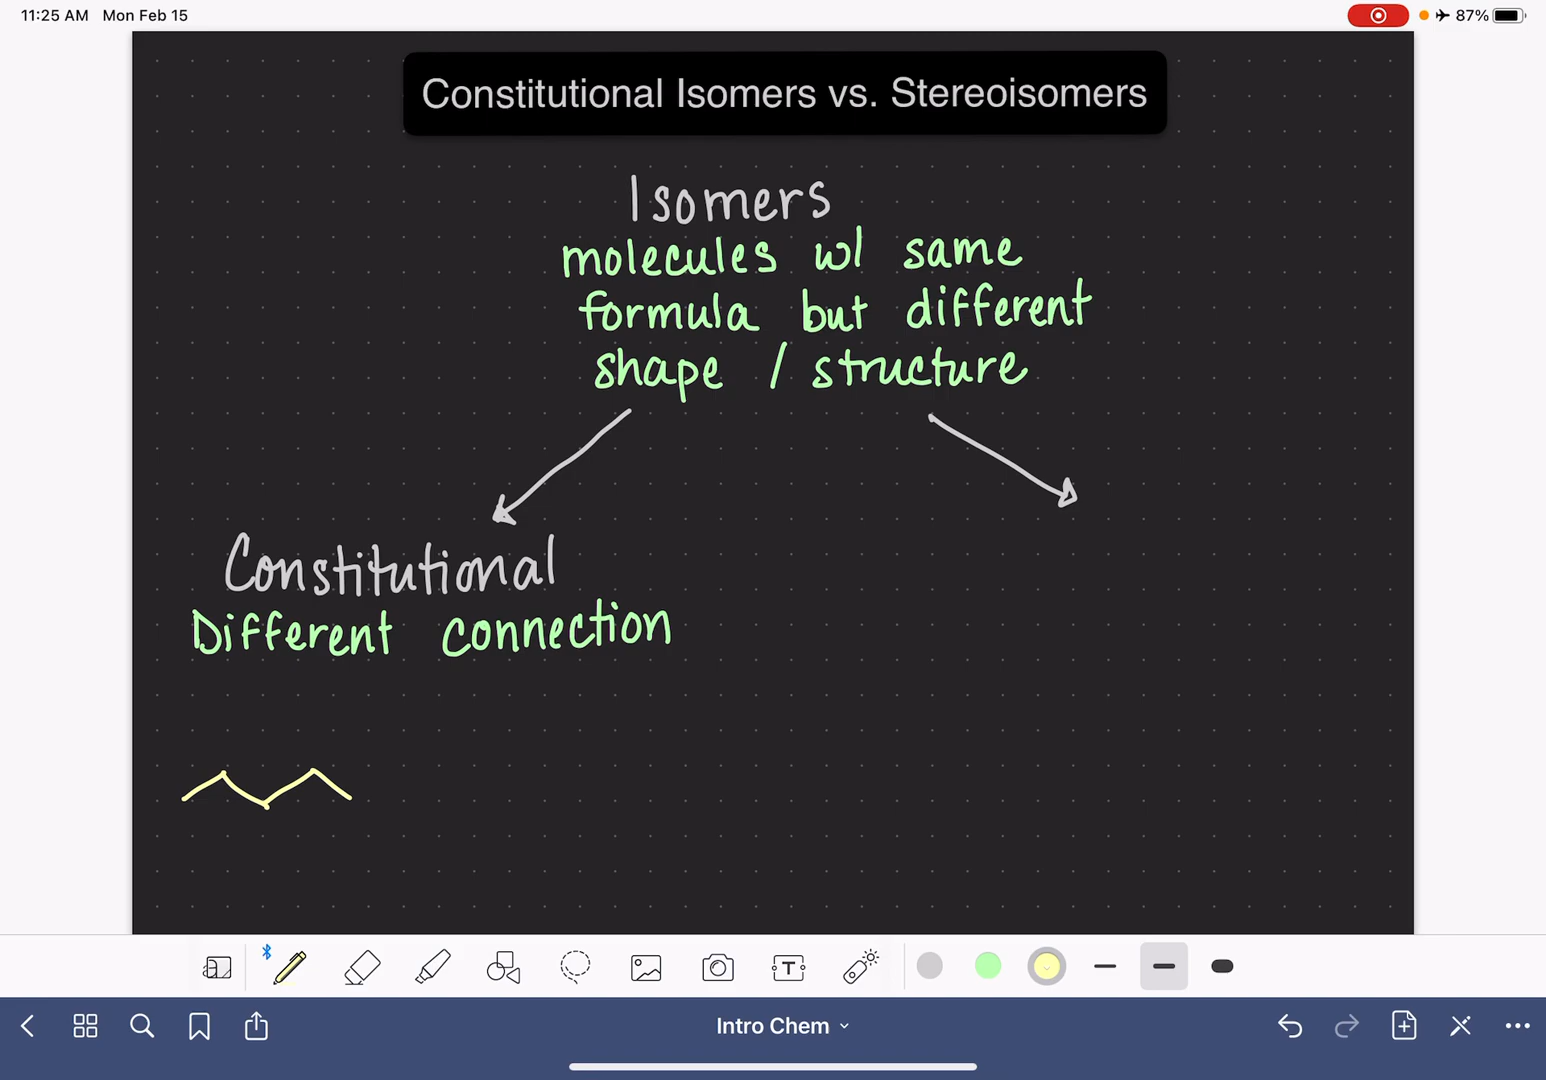 11:25 AM Mon Feb 15
87%
Constitutional Isomers vs. Stereoisomers
Isomers
molecules w/ same
formula but different
shape / structure
Constitutional
Different connection
Intro Chem